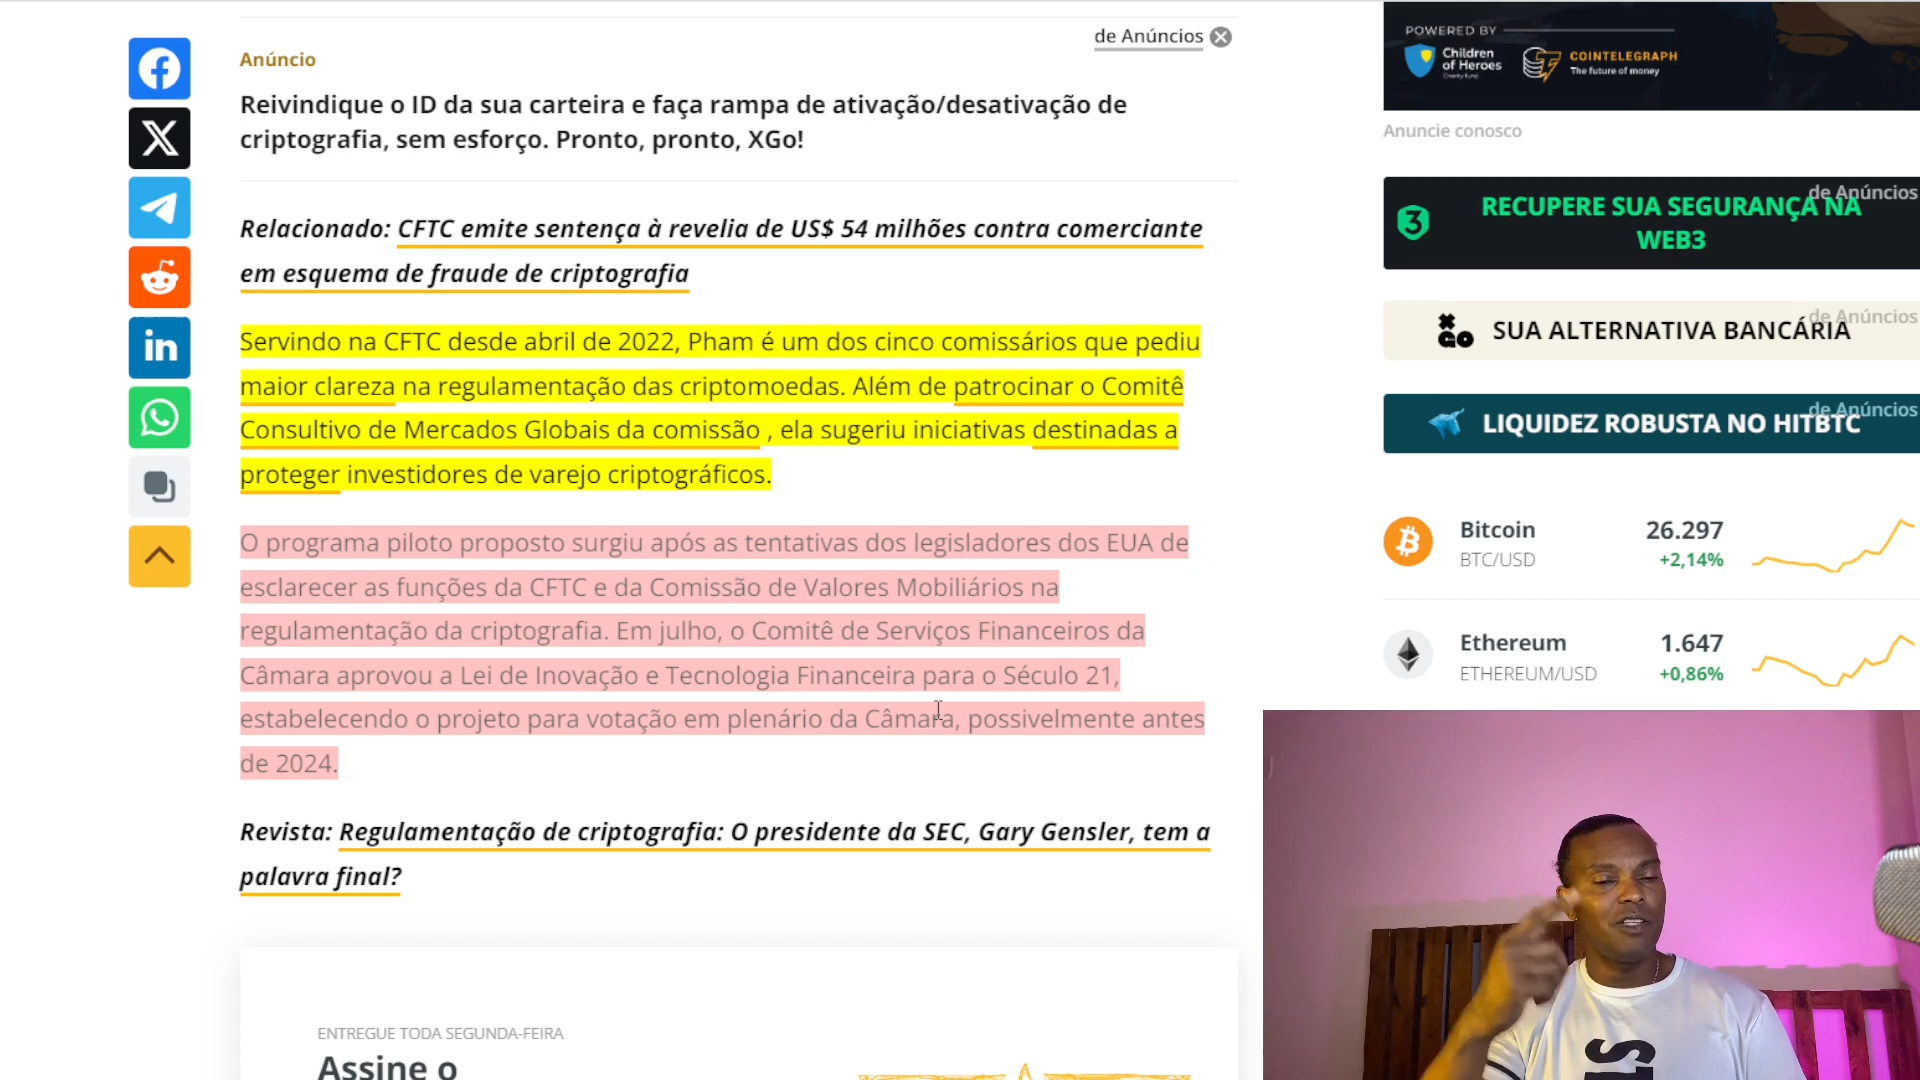 de Anúncios
Anúncio
Reivindique o ID da sua carteira e faça rampa de ativação/desativação de
criptografia, sem esforço. Pronto, pronto, XGo!
Relacionado: CFTC emite sentença à revelia de US$ 54 milhões contra comerciante
em esquema de fraude de criptografia
Servindo na CFTC desde abril de 2022, Pham é um dos cinco comissários que pediu
maior clareza na regulamentação das criptomoedas. Além de patrocinar o Comitê
Consultivo de Mercados Globais da comissão , ela sugeriu iniciativas destinadas a
proteger investidores de varejo criptográficos.
O programa piloto proposto surgiu após as tentativas dos legisladores dos EUA de
esclarecer as funções da CFTC e da Comissão de Valores Mobiliários na
regulamentação da criptografia. Em julho, o Comitê de Serviços Financeiros da
Câmara aprovou a Lei de Inovação e Tecnologia Financeira para o Século 21,
estabelecendo o projeto para votação em plenário da Câmara, possivelmente antes
de 2024.
Revista: Regulamentação de criptografia: O presidente da SEC, Gary Gensler, tem a
palavra final?
ENTREGUE TODA SEGUNDA-FEIRA
Assine o
POWERED BY
Children
of Heroes
Charity Fund
COINTELEGRAPH
The future of money
Anuncie conosco
de Anúncios
RECUPERE SUA SEGURANÇA NA
WEB3
de Anúncios
XGO
SUA ALTERNATIVA BANCÁRIA
de Anúncios
LIQUIDEZ ROBUSTA NO HITBTC
Bitcoin 26.297
BTC/USD +2,14%
Ethereum 1.647
ETHEREUM/USD +0,86%